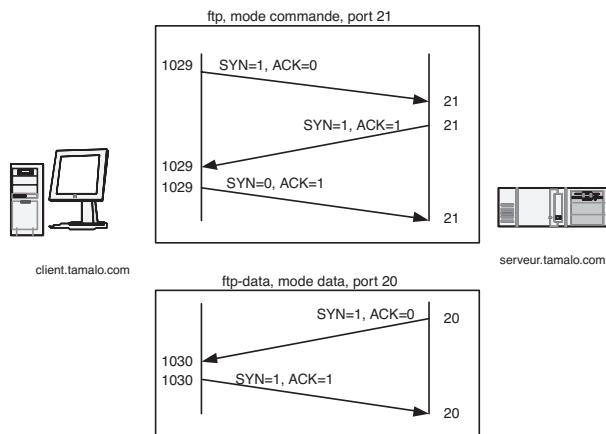 ftp, mode commande, port 21
1029 SYN=1, ACK=0
21
SYN=1, ACK=1 21
1029
1029 SYN=0, ACK=1
21
client.tamalo.com
serveur.tamalo.com
ftp-data, mode data, port 20
SYN=1, ACK=0 20
1030
1030 SYN=1, ACK=1
20